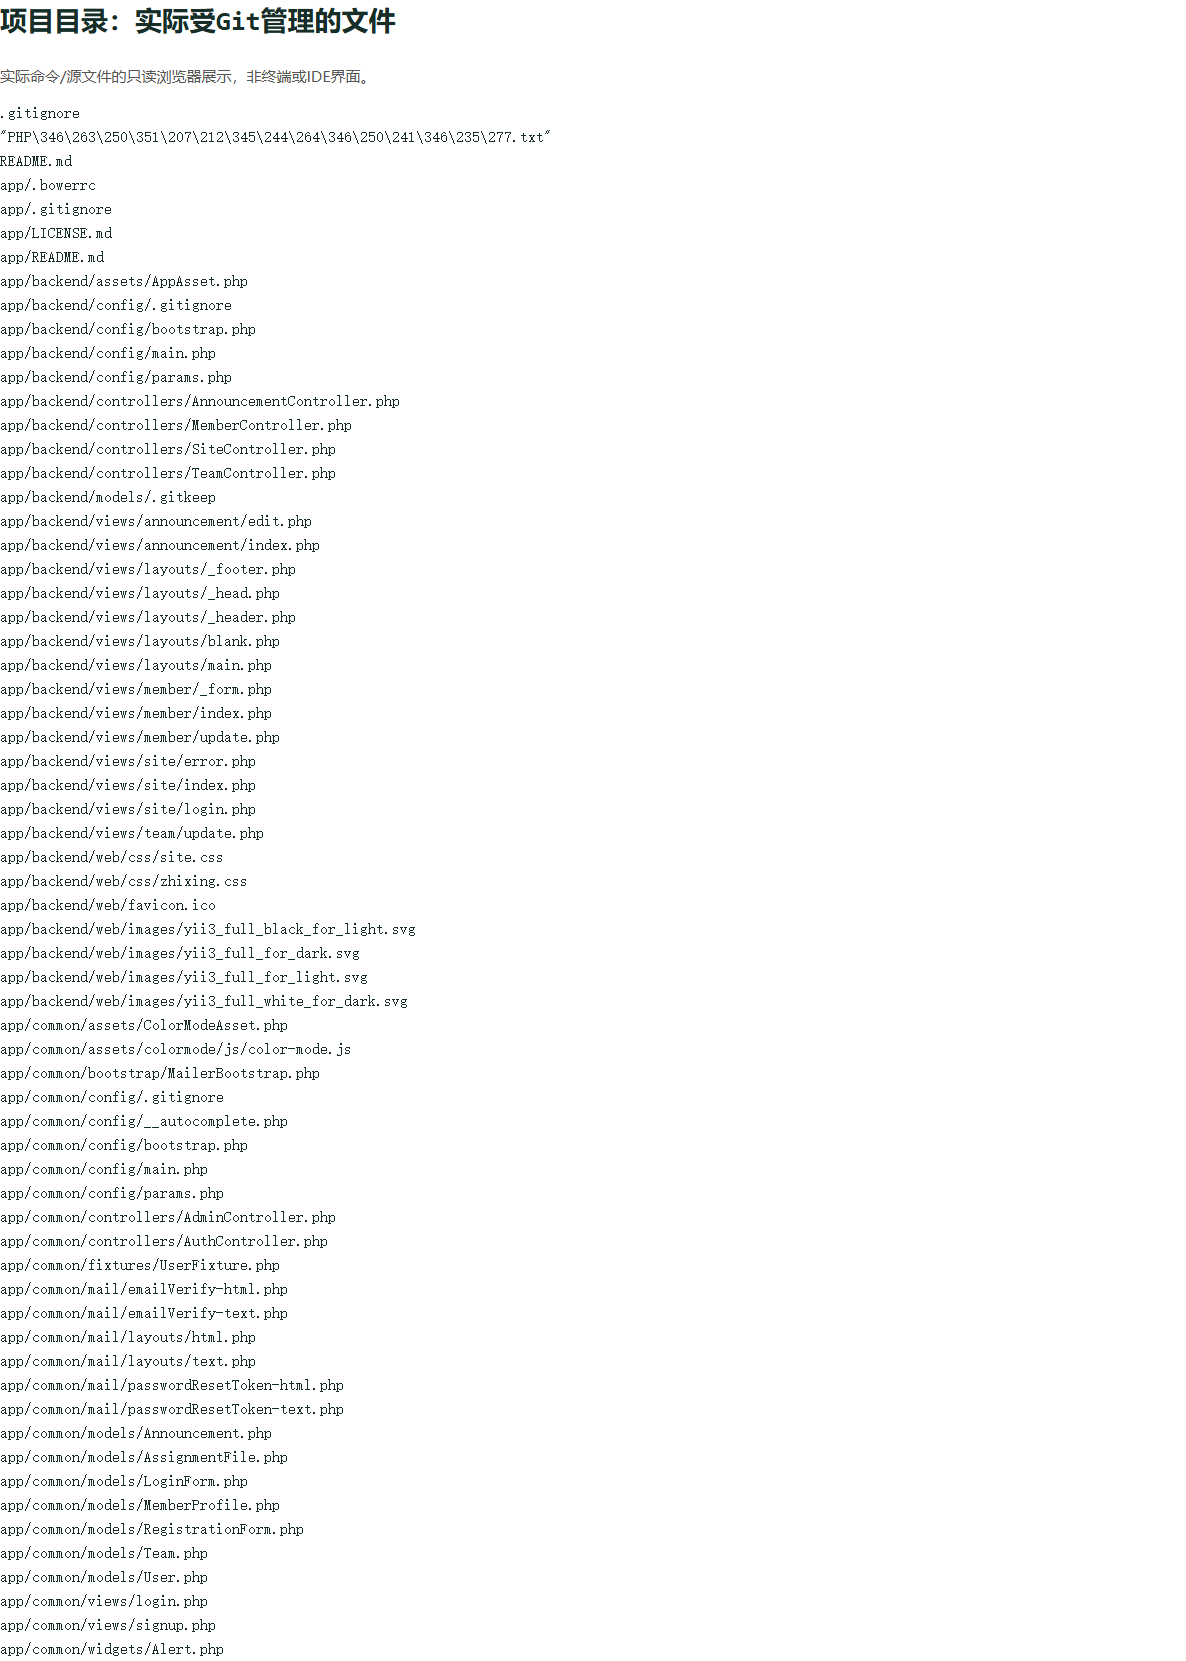 项目目录：实际受Git管理的文件
实际命令/源文件的只读浏览器展示，非终端或IDE界面。
.gitignore
"PHP\346\263\250\351\207\212\345\244\264\346\250\241\346\235\277.txt"
README.md
app/.bowerrc
app/.gitignore
app/LICENSE.md
app/README.md
app/backend/assets/AppAsset.php
app/backend/config/.gitignore
app/backend/config/bootstrap.php
app/backend/config/main.php
app/backend/config/params.php
app/backend/controllers/AnnouncementController.php
app/backend/controllers/MemberController.php
app/backend/controllers/SiteController.php
app/backend/controllers/TeamController.php
app/backend/models/.gitkeep
app/backend/views/announcement/edit.php
app/backend/views/announcement/index.php
app/backend/views/layouts/_footer.php
app/backend/views/layouts/_head.php
app/backend/views/layouts/_header.php
app/backend/views/layouts/blank.php
app/backend/views/layouts/main.php
app/backend/views/member/_form.php
app/backend/views/member/index.php
app/backend/views/member/update.php
app/backend/views/site/error.php
app/backend/views/site/index.php
app/backend/views/site/login.php
app/backend/views/team/update.php
app/backend/web/css/site.css
app/backend/web/css/zhixing.css
app/backend/web/favicon.ico
app/backend/web/images/yii3_full_black_for_light.svg
app/backend/web/images/yii3_full_for_dark.svg
app/backend/web/images/yii3_full_for_light.svg
app/backend/web/images/yii3_full_white_for_dark.svg
app/common/assets/ColorModeAsset.php
app/common/assets/colormode/js/color-mode.js
app/common/bootstrap/MailerBootstrap.php
app/common/config/.gitignore
app/common/config/__autocomplete.php
app/common/config/bootstrap.php
app/common/config/main.php
app/common/config/params.php
app/common/controllers/AdminController.php
app/common/controllers/AuthController.php
app/common/fixtures/UserFixture.php
app/common/mail/emailVerify-html.php
app/common/mail/emailVerify-text.php
app/common/mail/layouts/html.php
app/common/mail/layouts/text.php
app/common/mail/passwordResetToken-html.php
app/common/mail/passwordResetToken-text.php
app/common/models/Announcement.php
app/common/models/AssignmentFile.php
app/common/models/LoginForm.php
app/common/models/MemberProfile.php
app/common/models/RegistrationForm.php
app/common/models/Team.php
app/common/models/User.php
app/common/views/login.php
app/common/views/signup.php
app/common/widgets/Alert.php